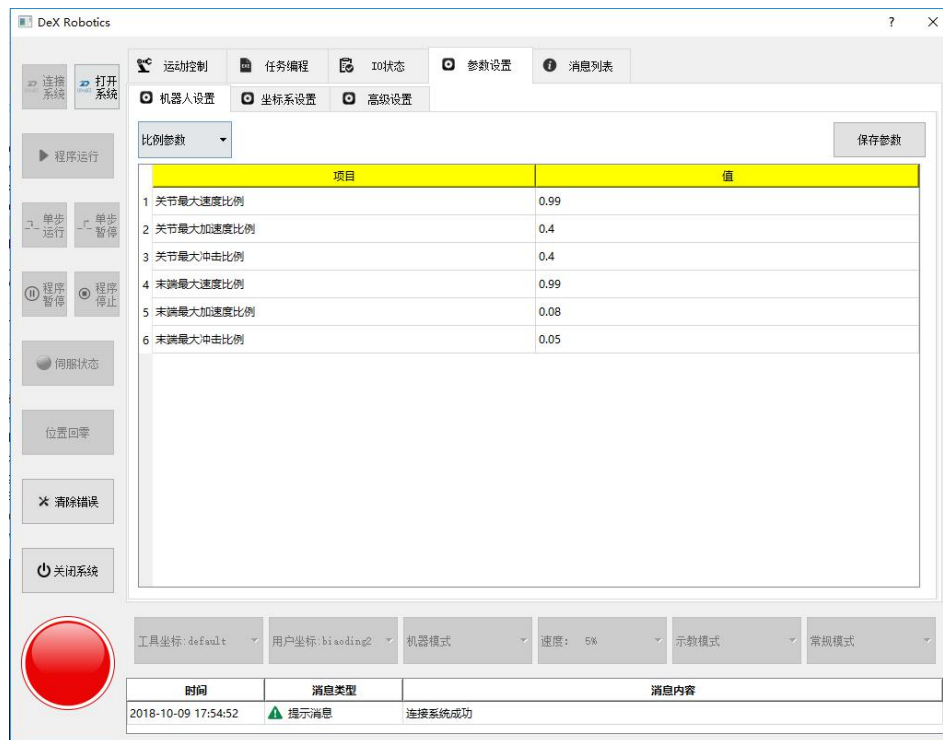 DeX Robotics
?
连接系统
打开系统
运动控制
任务编程
IO状态
参数设置
消息列表
机器人设置
坐标系设置
高级设置
比例参数
保存参数
程序运行
单步运行
单步暂停
程序暂停
程序停止
伺服状态
位置回零
清除错误
关闭系统
项目 值
1 关节最大速度比例 0.99
2 关节最大加速度比例 0.4
3 关节最大冲击比例 0.4
4 末端最大速度比例 0.99
5 末端最大加速度比例 0.08
6 末端最大冲击比例 0.05
工具坐标:default
用户坐标:biaoding2
机器模式
速度: 5%
示教模式
常规模式
时间 消息类型 消息内容
2018-10-09 17:54:52 提示消息 连接系统成功